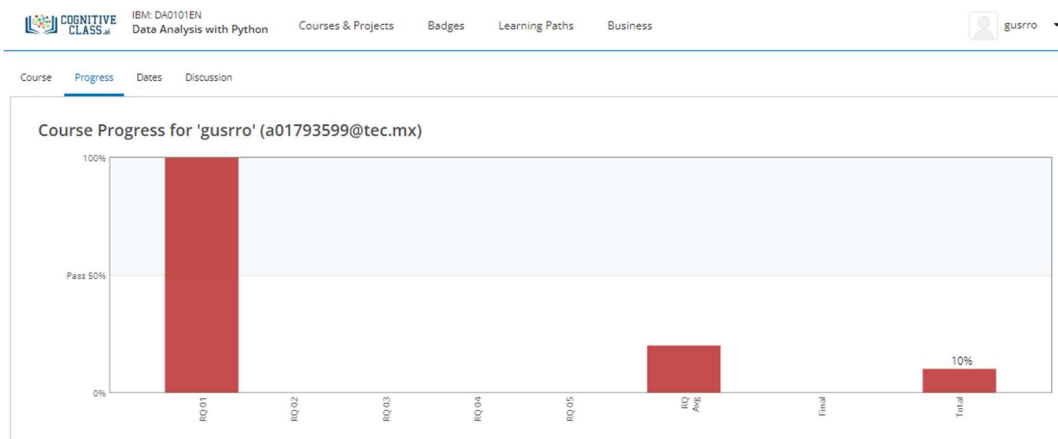 COGNITIVE
CLASS.ai
IBM: DA0101EN
Data Analysis with Python
Courses & Projects
Badges
Learning Paths
Business
gusrro
Course
Progress
Dates
Discussion
Course Progress for 'gusrro' (a01793599@tec.mx)
100%
Pass 50%
0%
10%
RQ 01
RQ 02
RQ 03
RQ 04
RQ 05
RQ
Avg
Final
Total